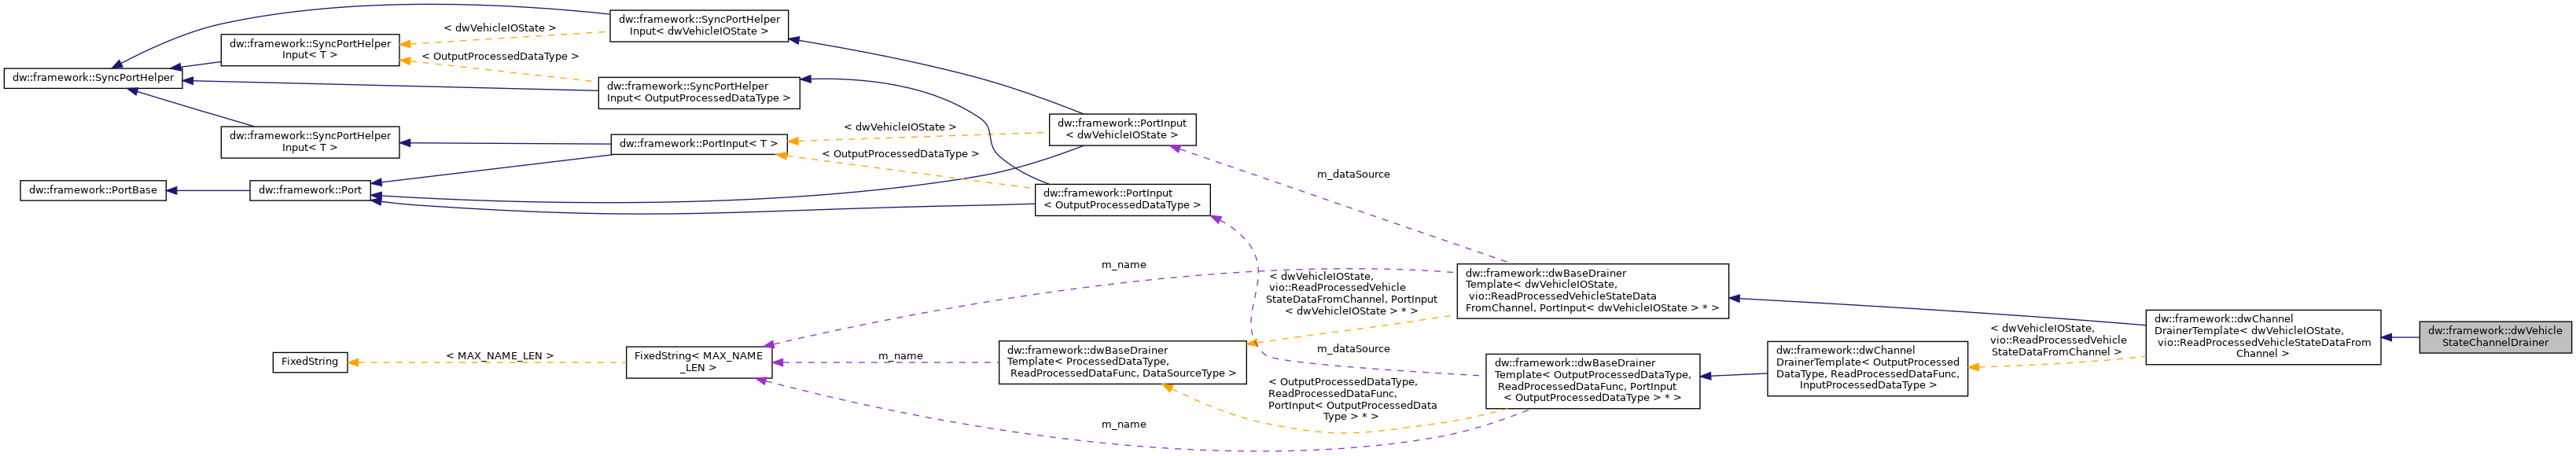 dw::framework::SyncPortHelper
dw::framework::SyncPortHelper
Input< T >
dw::framework::SyncPortHelper
Input< dwVehicleIOState >
< dwVehicleIOState >
< OutputProcessedDataType >
dw::framework::SyncPortHelper
Input< OutputProcessedDataType >
dw::framework::SyncPortHelper
Input< T >
dw::framework::PortInput< T >
dw::framework::PortBase
dw::framework::Port
< dwVehicleIOState >
< OutputProcessedDataType >
dw::framework::PortInput
< dwVehicleIOState >
dw::framework::PortInput
< OutputProcessedDataType >
m_dataSource
m_name
FixedString
< MAX_NAME_LEN >
FixedString< MAX_NAME
_LEN >
m_name
m_name
dw::framework::dwBaseDrainer
Template< ProcessedDataType,
ReadProcessedDataFunc, DataSourceType >
< dwVehicleIOState,
vio::ReadProcessedVehicle
StateDataFromChannel, PortInput
< dwVehicleIOState > * >
m_dataSource
< OutputProcessedDataType,
ReadProcessedDataFunc,
PortInput< OutputProcessedData
Type > * >
dw::framework::dwBaseDrainer
Template< dwVehicleIOState,
vio::ReadProcessedVehicleStateData
FromChannel, PortInput< dwVehicleIOState > * >
dw::framework::dwBaseDrainer
Template< OutputProcessedDataType,
ReadProcessedDataFunc, PortInput
< OutputProcessedDataType > * >
dw::framework::dwChannel
DrainerTemplate< OutputProcessed
DataType, ReadProcessedDataFunc,
InputProcessedDataType >
< dwVehicleIOState,
vio::ReadProcessedVehicle
StateDataFromChannel >
dw::framework::dwChannel
DrainerTemplate< dwVehicleIOState,
vio::ReadProcessedVehicleStateDataFrom
Channel >
dw::framework::dwVehicle
StateChannelDrainer